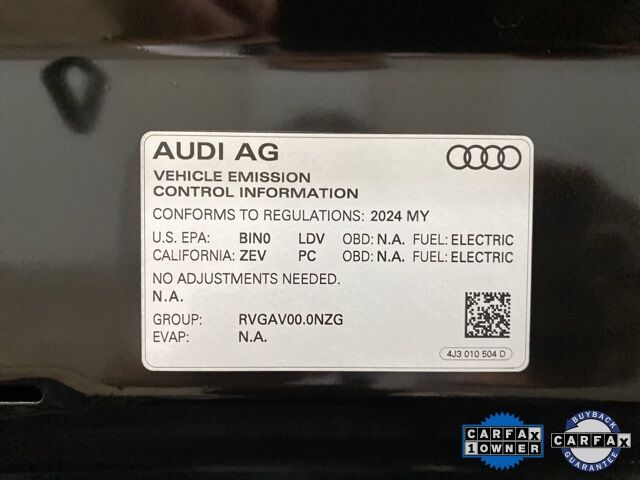 AUDI AG
VEHICLE EMISSION
CONTROL INFORMATION
CONFORMS TO REGULATIONS: 2024 MY
U.S. EPA: BIN0 LDV OBD: N.A. FUEL: ELECTRIC
CALIFORNIA: ZEV PC OBD: N.A. FUEL: ELECTRIC
NO ADJUSTMENTS NEEDED.
N.A.
GROUP: RVGAV00.0NZG
EVAP: N.A.
4J3 010 504 D
CARFAX
1 OWNER
BUYBACK
CARFAX
GUARANTEE